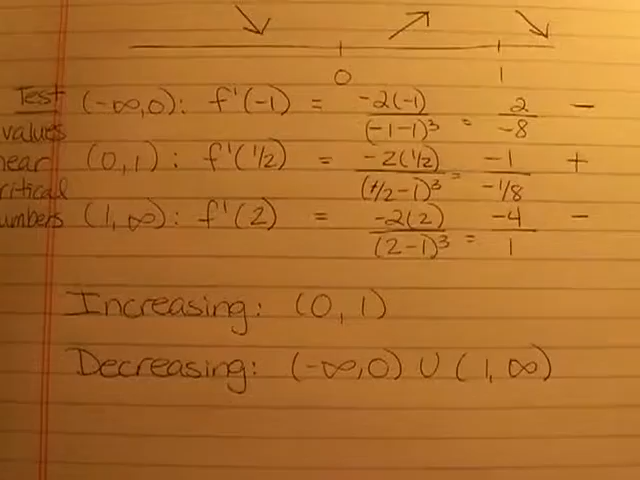 0 1
Test (-∞,0): f'(-1) = -2(-1)/(-1-1)³ = 2/-8 −
values
near (0,1): f'(1/2) = -2(1/2)/(1/2-1)³ = -1/-1/8 +
ritical
umbers (1,∞): f'(2) = -2(2)/(2-1)³ = -4/1 −
Increasing: (0,1)
Decreasing: (-∞,0) ∪ (1,∞)